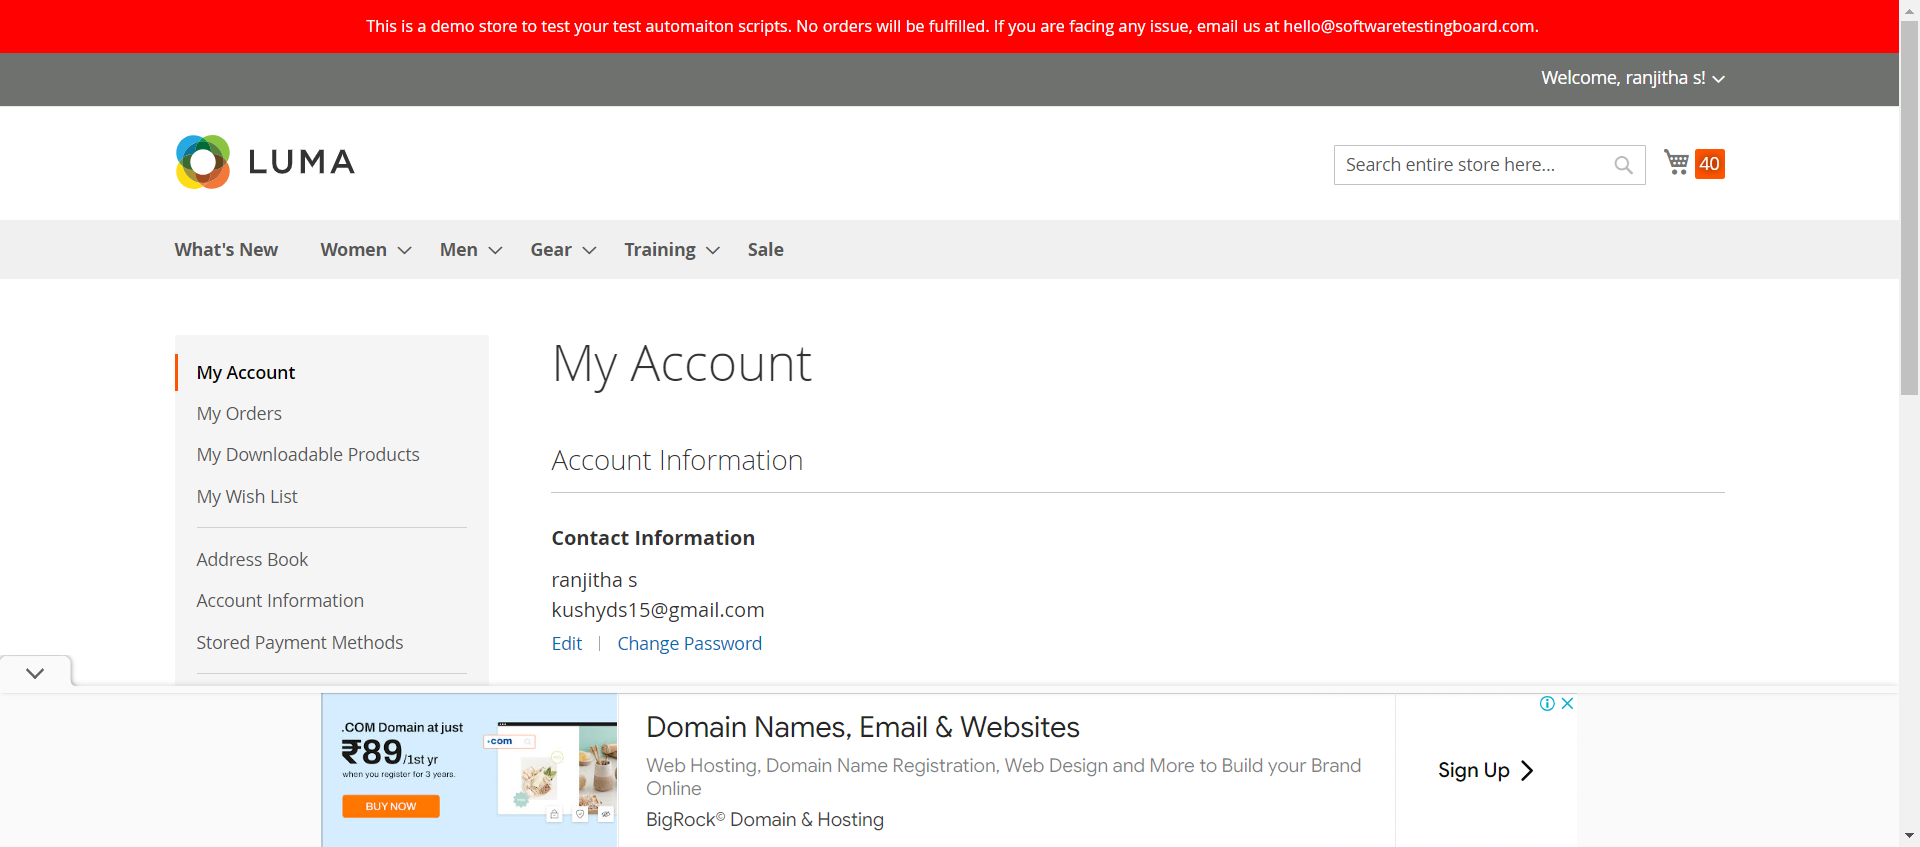 This is a demo store to test your test automaiton scripts. No orders will be fulfilled. If you are facing any issue, email us at hello@softwaretestingboard.com.
Welcome, ranjitha s!
LUMA
Search entire store here...
40
What's New
Women
Men
Gear
Training
Sale
My Account
My Orders
My Downloadable Products
My Wish List
Address Book
Account Information
Stored Payment Methods
My Account
Account Information
Contact Information
ranjitha s
kushyds15@gmail.com
Edit
Change Password
.COM Domain at just
₹89/1st yr
when you register for 3 years.
BUY NOW
.com
Domain Names, Email & Websites
Web Hosting, Domain Name Registration, Web Design and More to Build your Brand
Online
BigRock© Domain & Hosting
Sign Up